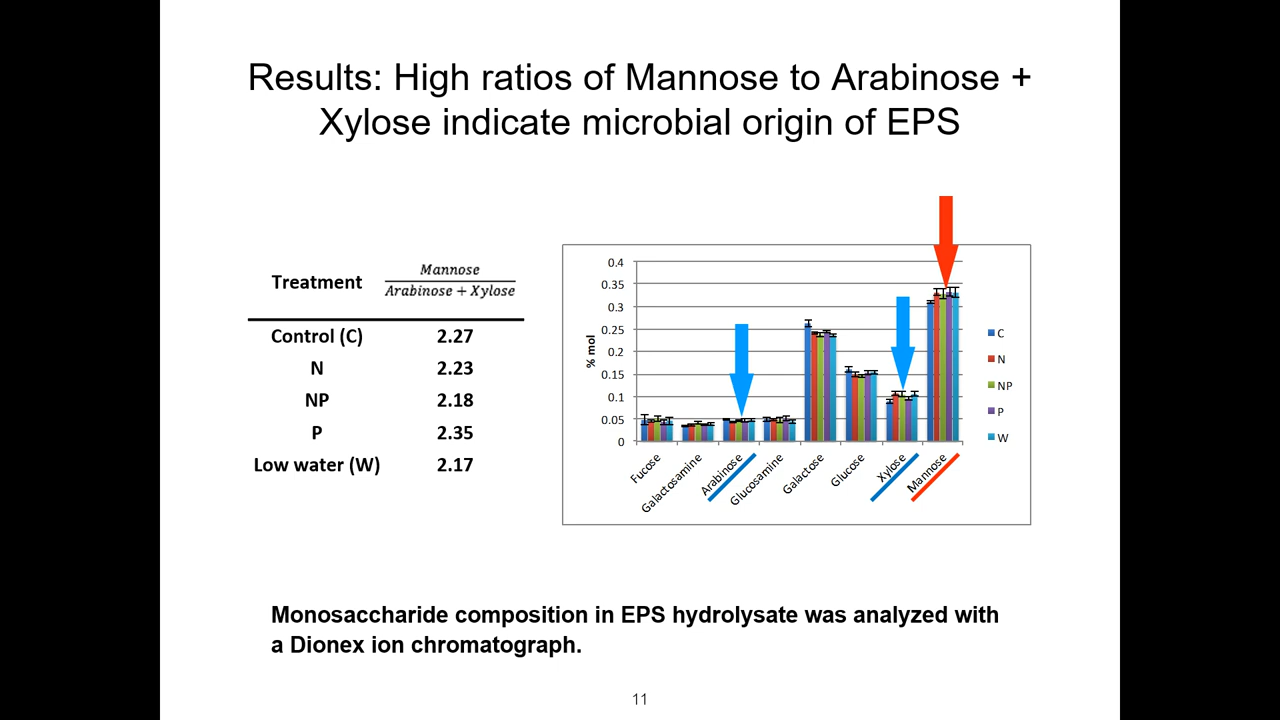 Results: High ratios of Mannose to Arabinose +
Xylose indicate microbial origin of EPS
Treatment
Mannose
Arabinose + Xylose
Control (C) 2.27
N 2.23
NP 2.18
P 2.35
Low water (W) 2.17
% mol
0.4
0.35
0.3
0.25
0.2
0.15
0.1
0.05
0
Fucose
Galactosamine
Arabinose
Glucosamine
Galactose
Glucose
Xylose
Mannose
C
N
NP
P
W
Monosaccharide composition in EPS hydrolysate was analyzed with
a Dionex ion chromatograph.
11